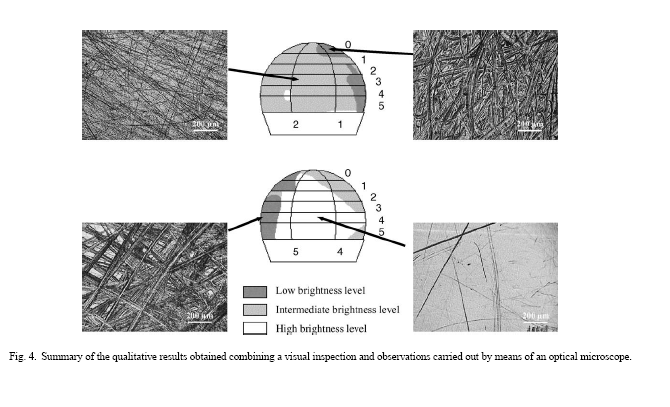 200 μm
0
1
2
3
4
5
2 1
200 μm
200 μm
0
1
2
3
4
5
5 4
200 μm
Low brightness level
Intermediate brightness level
High brightness level
Fig. 4. Summary of the qualitative results obtained combining a visual inspection and observations carried out by means of an optical microscope.